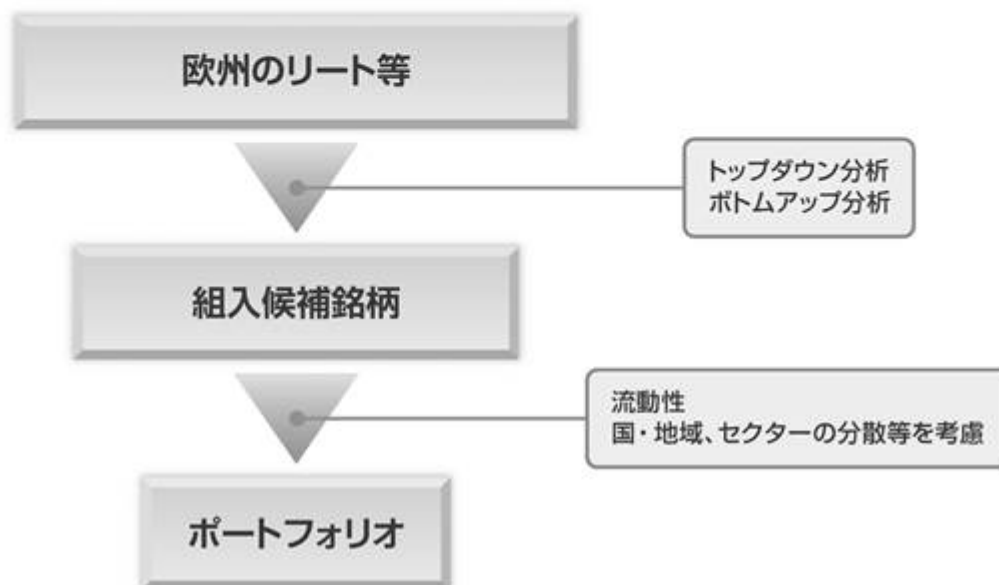 欧州のリート等
トップダウン分析
ボトムアップ分析
組入候補銘柄
流動性
国・地域、セクターの分散等を考慮
ポートフォリオ